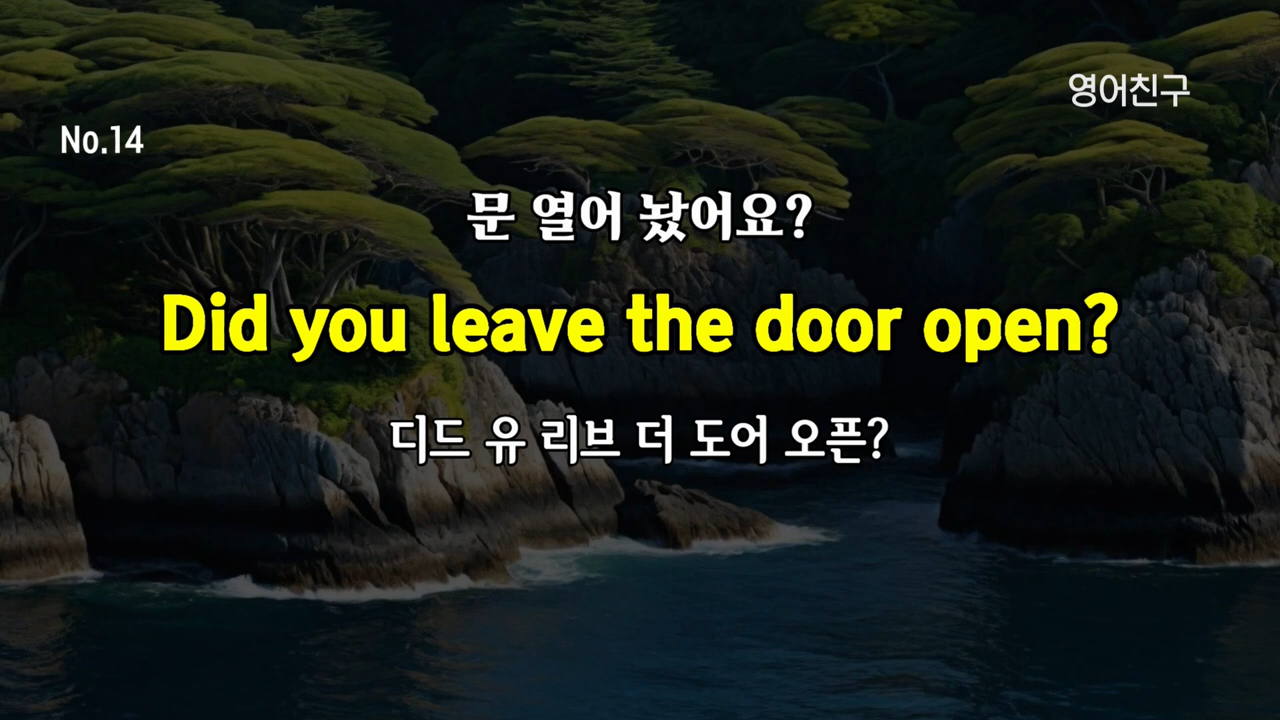 영어친구
No.14
문 열어 놨어요?
Did you leave the door open?
디드 유 리브 더 도어 오픈?